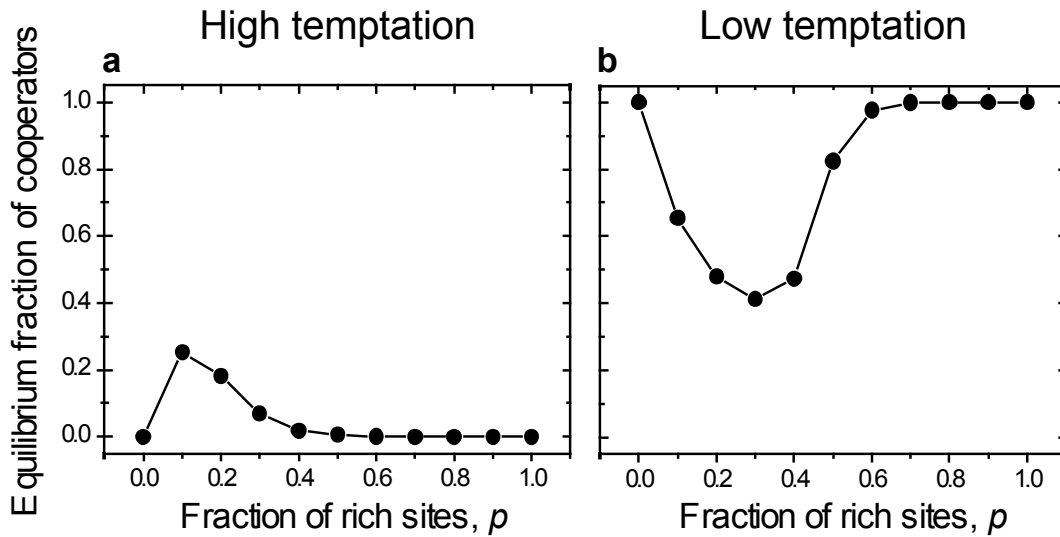 High temptation
Low temptation
a
b
E quilibrium fraction of cooperators
1.0
0.8
0.6
0.4
0.2
0.0
0.0 0.2 0.4 0.6 0.8 1.0
0.0 0.2 0.4 0.6 0.8 1.0
Fraction of rich sites, p
Fraction of rich sites, p